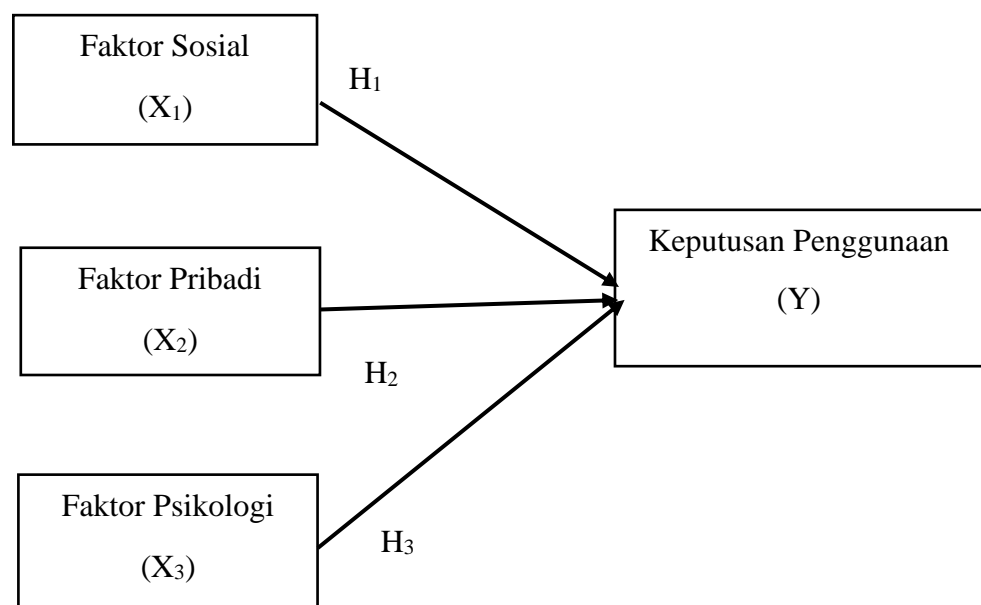 Faktor Sosial
(X₁)
H₁
Keputusan Penggunaan
(Y)
Faktor Pribadi
(X₂)
H₂
Faktor Psikologi
(X₃)
H₃